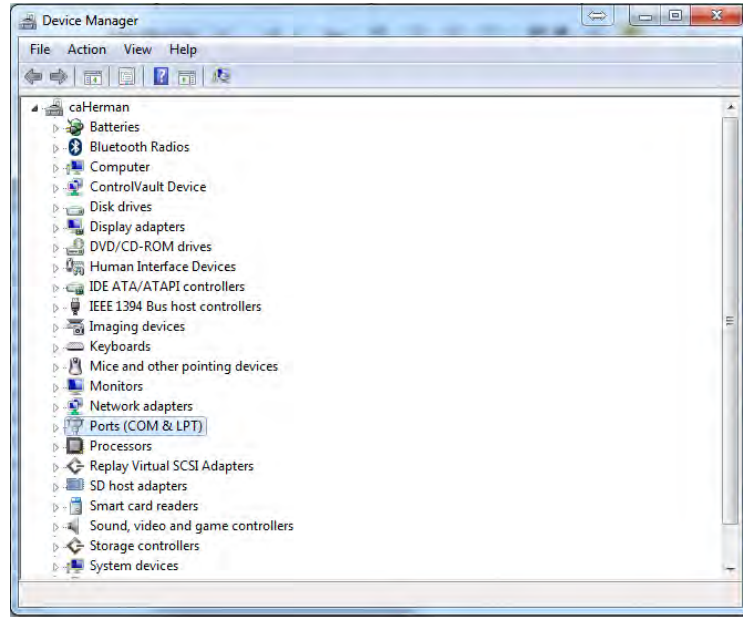 Device Manager
File Action View Help
caHerman
Batteries
Bluetooth Radios
Computer
ControlVault Device
Disk drives
Display adapters
DVD/CD-ROM drives
Human Interface Devices
IDE ATA/ATAPI controllers
IEEE 1394 Bus host controllers
Imaging devices
Keyboards
Mice and other pointing devices
Monitors
Network adapters
Ports (COM & LPT)
Processors
Replay Virtual SCSI Adapters
SD host adapters
Smart card readers
Sound, video and game controllers
Storage controllers
System devices